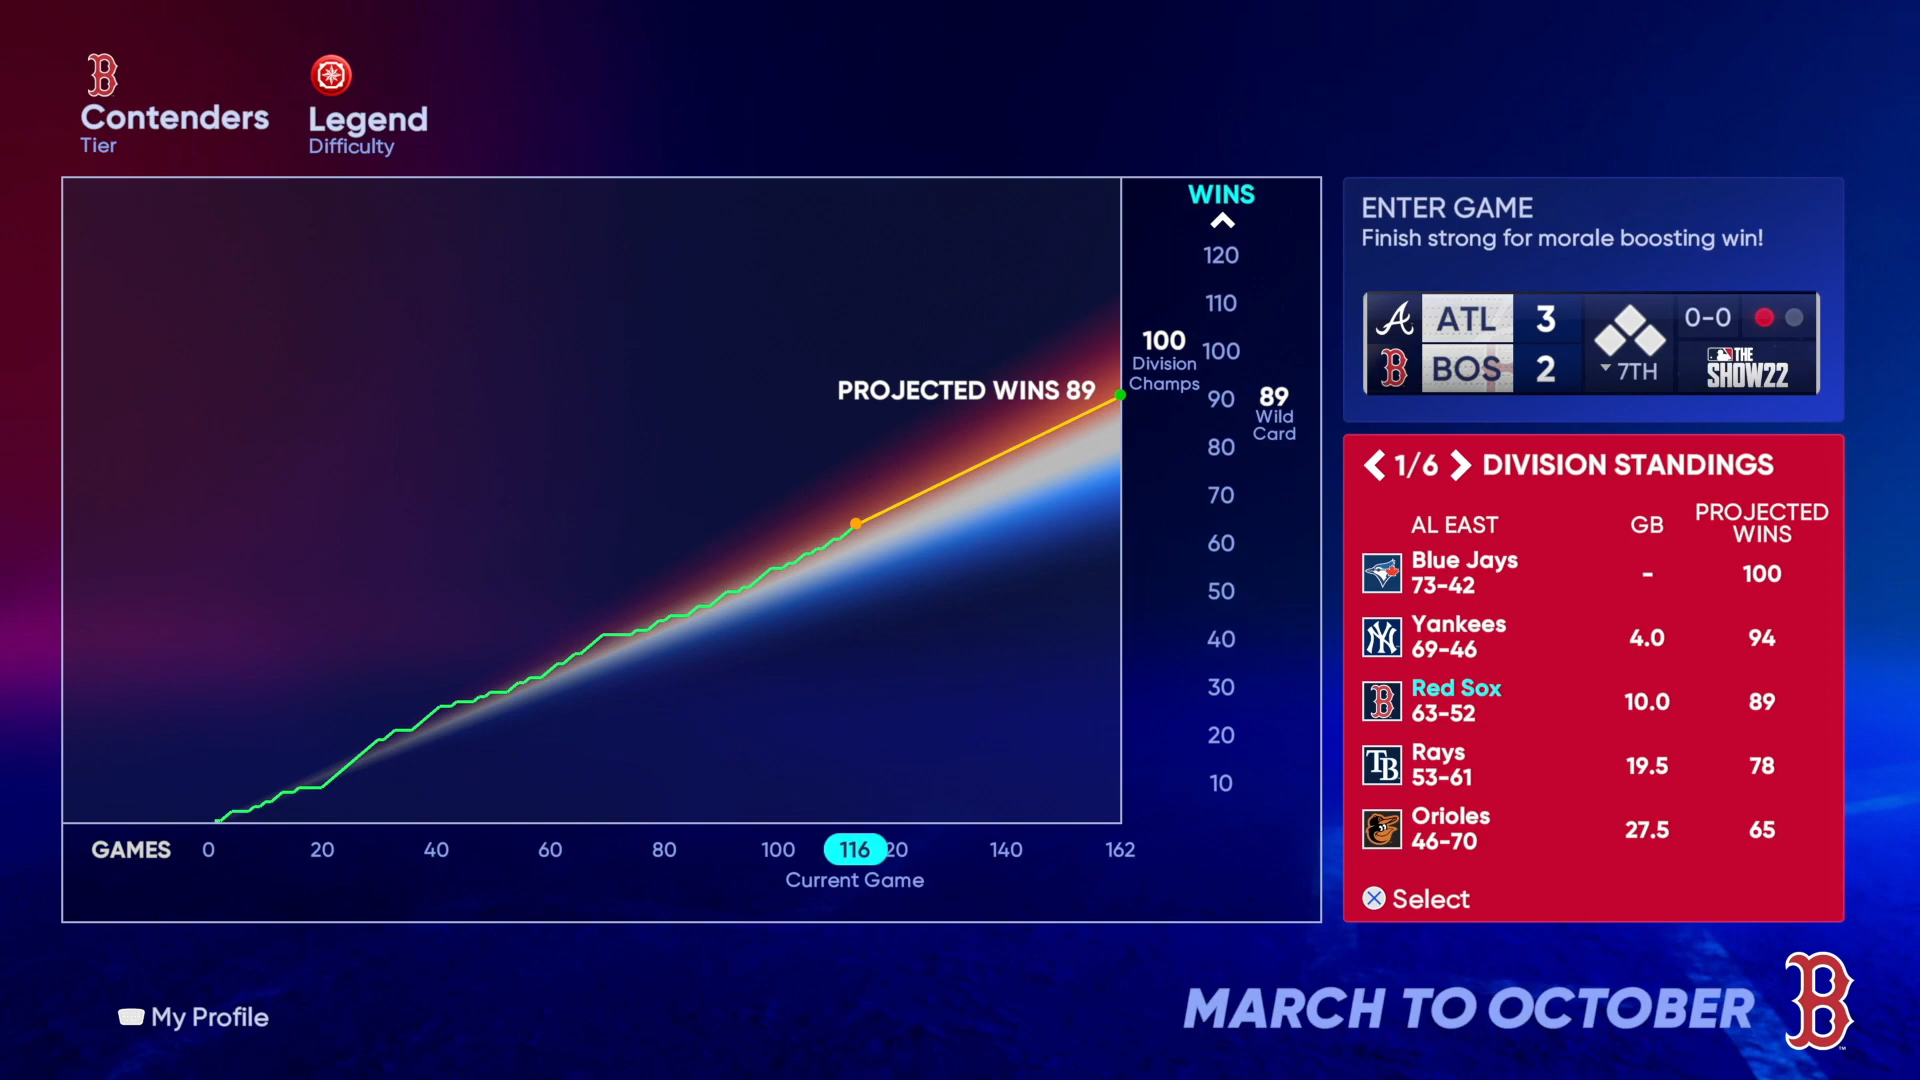 Contenders
Tier
Legend
Difficulty
WINS
120
110
100
90
80
70
60
50
40
30
20
10
100
Division
Champs
89
Wild
Card
PROJECTED WINS 89
GAMES 0 20 40 60 80 100 116 20 140 162
Current Game
ENTER GAME
Finish strong for morale boosting win!
ATL 3 0-0
BOS 2 7TH
MLB THE
SHOW22
1/6 DIVISION STANDINGS
AL EAST GB PROJECTED
WINS
Blue Jays
73-42 - 100
Yankees
69-46 4.0 94
Red Sox
63-52 10.0 89
Rays
53-61 19.5 78
Orioles
46-70 27.5 65
Select
My Profile
MARCH TO OCTOBER
B